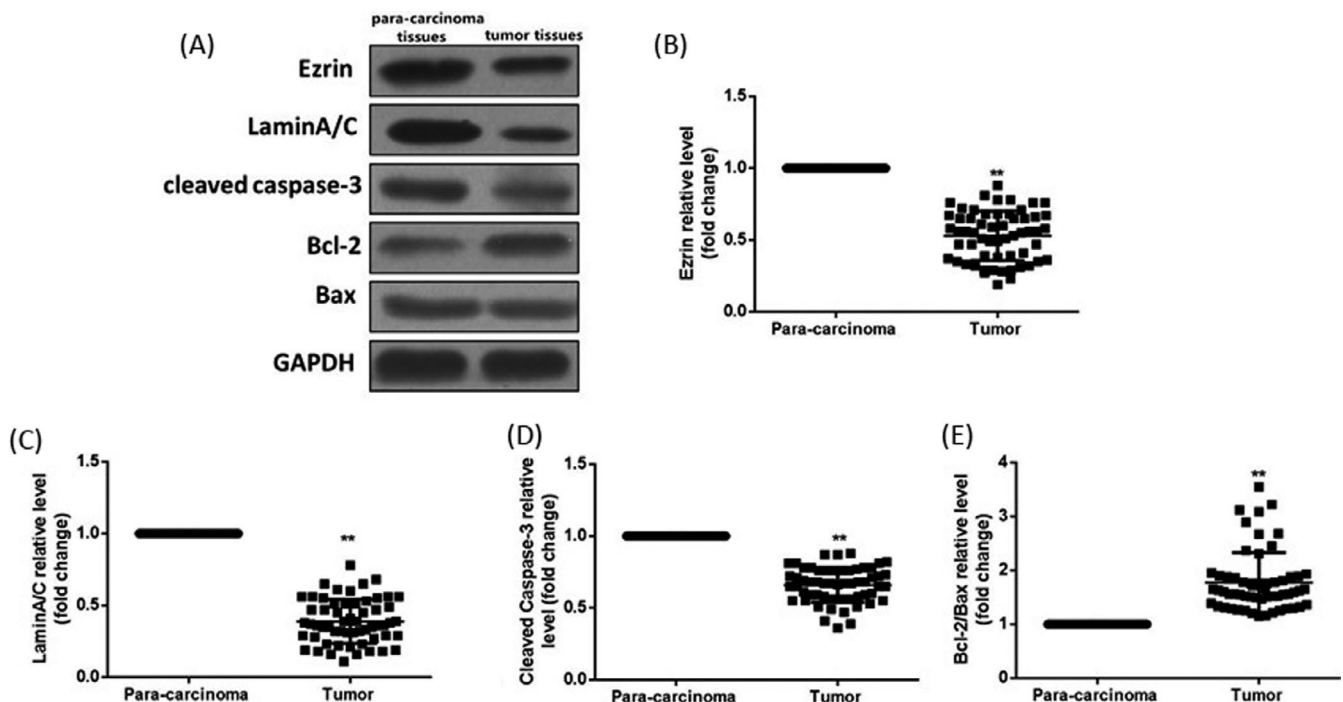 (A)
para-carcinoma
tissues
tumor tissues
Ezrin
LaminA/C
cleaved caspase-3
Bcl-2
Bax
GAPDH
(B)
Ezrin relative level
(fold change)
1.5
1.0
0.5
0.0
**
Para-carcinoma
Tumor
(C)
LaminA/C relative level
(fold change)
1.5
1.0
0.5
0.0
**
Para-carcinoma
Tumor
(D)
Cleaved Caspase-3 relative
level (fold change)
1.5
1.0
0.5
0.0
**
Para-carcinoma
Tumor
(E)
Bcl-2/Bax relative level
(fold change)
4
3
2
1
0
**
Para-carcinoma
Tumor